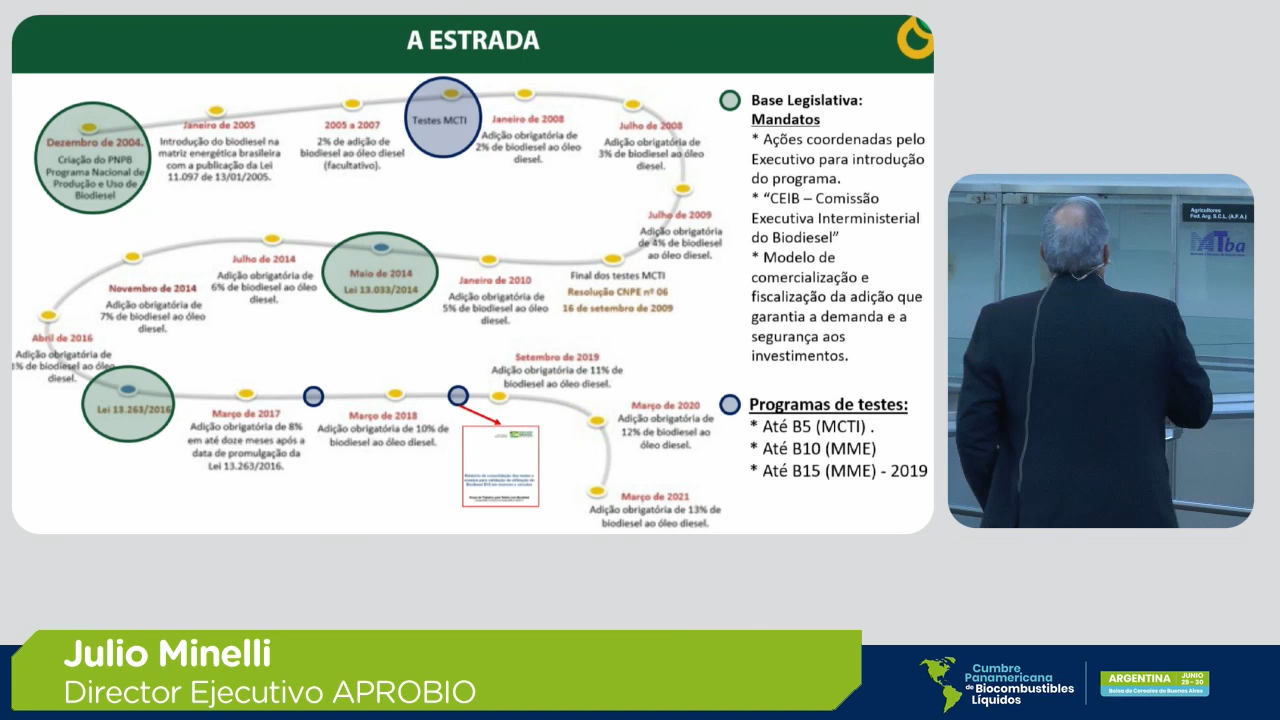 A ESTRADA
Dezembro de 2004.
Criação do PNPB
Programa Nacional de
Produção e Uso de
Biodiesel
Janeiro de 2005
Introdução do biodiesel na
matriz energética brasileira
com a publicação da Lei
11.097 de 13/01/2005.
2005 a 2007
2% de adição de
biodiesel ao óleo diesel
(facultativo).
Testes MCTI
Janeiro de 2008
Adição obrigatória de
2% de biodiesel ao óleo
diesel.
Julho de 2008
Adição obrigatória de
3% de biodiesel ao óleo
diesel.
Julho de 2009
Adição obrigatória
de 4% de biodiesel
ao óleo diesel.
Final dos testes MCTI
Resolução CNPE nº 06
16 de setembro de 2009
Janeiro de 2010
Adição obrigatória de
5% de biodiesel ao óleo
diesel.
Maio de 2014
Lei 13.033/2014
Julho de 2014
Adição obrigatória de
6% de biodiesel ao óleo
diesel.
Novembro de 2014
Adição obrigatória de
7% de biodiesel ao óleo
diesel.
Abril de 2016
Adição obrigatória de
% de biodiesel ao óleo
diesel.
Lei 13.263/2016
Março de 2017
Adição obrigatória de 8%
em até doze meses após a
data de promulgação da
Lei 13.263/2016.
Março de 2018
Adição obrigatória de 10% de
biodiesel ao óleo diesel.
Setembro de 2019
Adição obrigatória de 11% de
biodiesel ao óleo diesel.
Março de 2020
Adição obrigatória de
12% de biodiesel ao
óleo diesel.
Março de 2021
Adição obrigatória de 13% de
biodiesel ao óleo diesel.
Base Legislativa:
Mandatos
* Ações coordenadas pelo
Executivo para introdução
do programa.
* “CEIB – Comissão
Executiva Interministerial
do Biodiesel”
* Modelo de
comercialização e
fiscalização da adição que
garantia a demanda e a
segurança aos
investimentos.
Programas de testes:
* Até B5 (MCTI) .
* Até B10 (MME)
* Até B15 (MME) - 2019
Agricultores
Fed. Arg. S.C.L. (A.F.A.)
MATba
Julio Minelli
Director Ejecutivo APROBIO
Cumbre
Panamericana
de Biocombustibles
Líquidos
ARGENTINA
JUNIO
29 - 30
Bolsa de Cereales de Buenos Aires